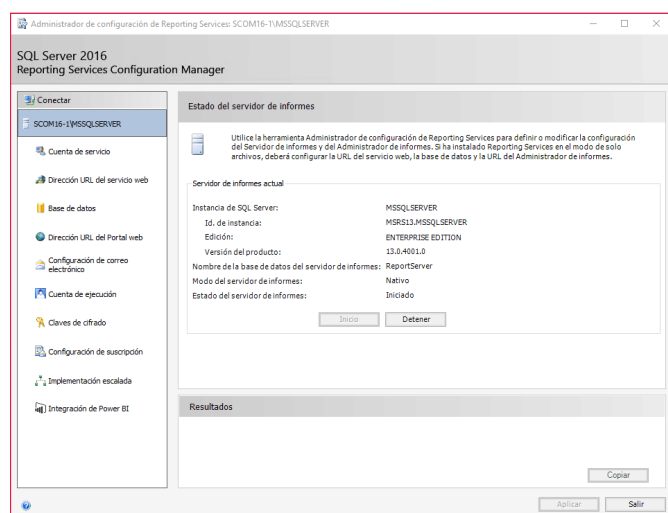 Administrador de configuración de Reporting Services: SCOM16-1\MSSQLSERVER
SQL Server 2016
Reporting Services Configuration Manager
Conectar
SCOM16-1\MSSQLSERVER
Cuenta de servicio
Dirección URL del servicio web
Base de datos
Dirección URL del Portal web
Configuración de correo
electrónico
Cuenta de ejecución
Claves de cifrado
Configuración de suscripción
Implementación escalada
Integración de Power BI
Estado del servidor de informes
Utilice la herramienta Administrador de configuración de Reporting Services para definir o modificar la configuración
del Servidor de informes y del Administrador de informes. Si ha instalado Reporting Services en el modo de solo
archivos, deberá configurar la URL del servicio web, la base de datos y la URL del Administrador de informes.
Servidor de informes actual
Instancia de SQL Server: MSSQLSERVER
Id. de instancia: MSRS13.MSSQLSERVER
Edición: ENTERPRISE EDITION
Versión del producto: 13.0.4001.0
Nombre de la base de datos del servidor de informes: ReportServer
Modo del servidor de informes: Nativo
Estado del servidor de informes: Iniciado
Inicio Detener
Resultados
Copiar
Aplicar Salir